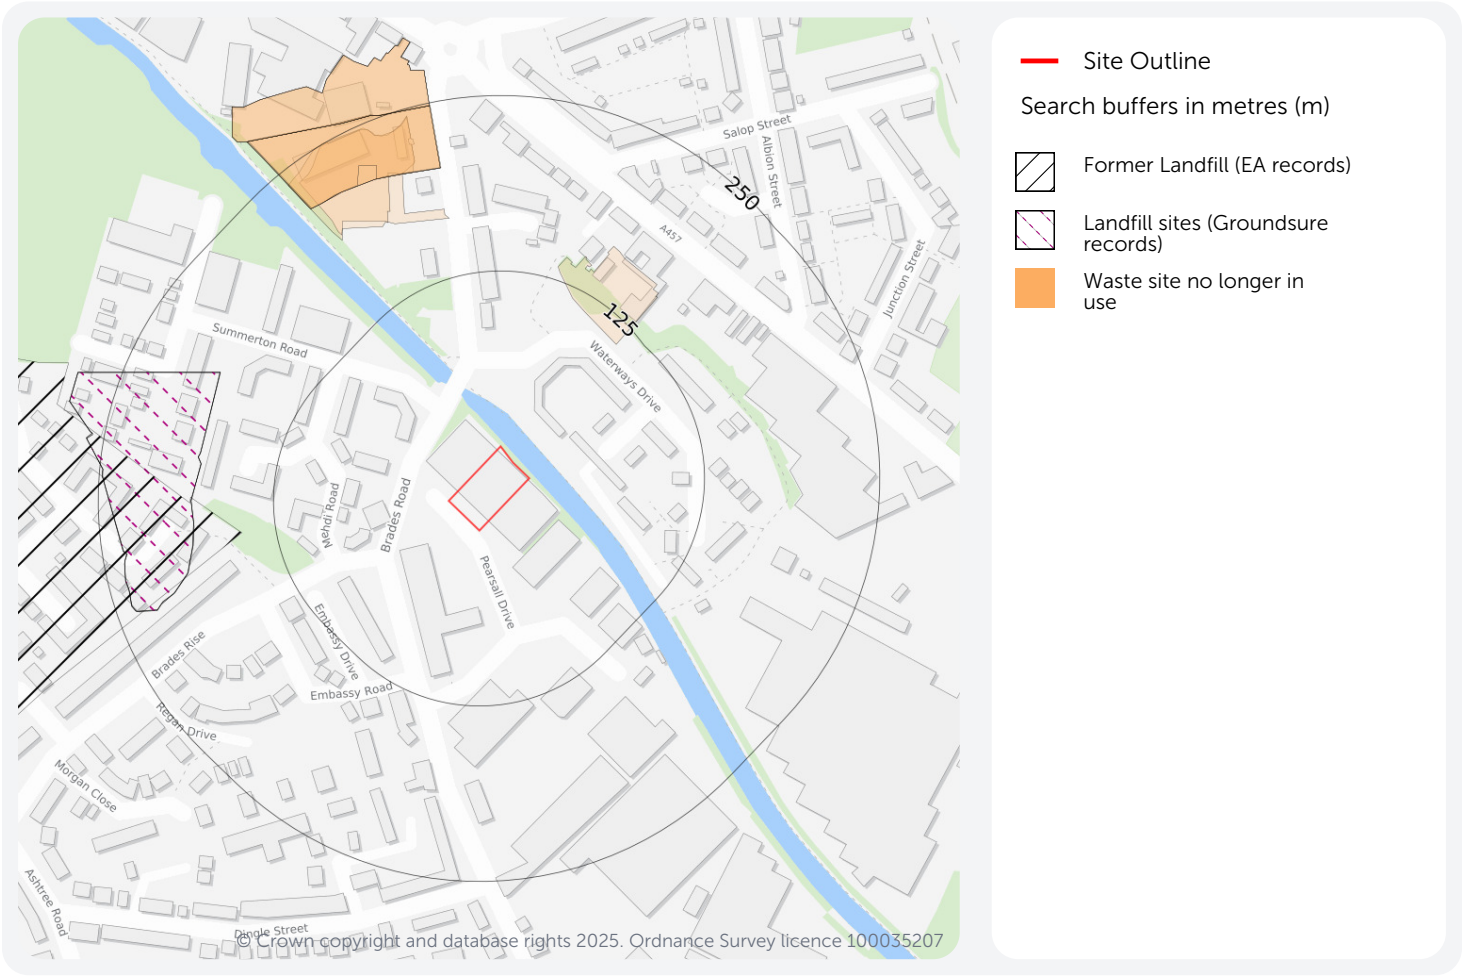 Salop Street
Albion Street
250
A457
Junction Street
125
Summerton Road
Waterways Drive
Mehdi Road
Brades Road
Pearsall Drive
Embassy Drive
Brades Rise
Embassy Road
Regan Drive
Morgan Close
Ashtree Road
Dingle Street
© Crown copyright and database rights 2025. Ordnance Survey licence 100035207
Site Outline
Search buffers in metres (m)
Former Landfill (EA records)
Landfill sites (Groundsure
records)
Waste site no longer in
use